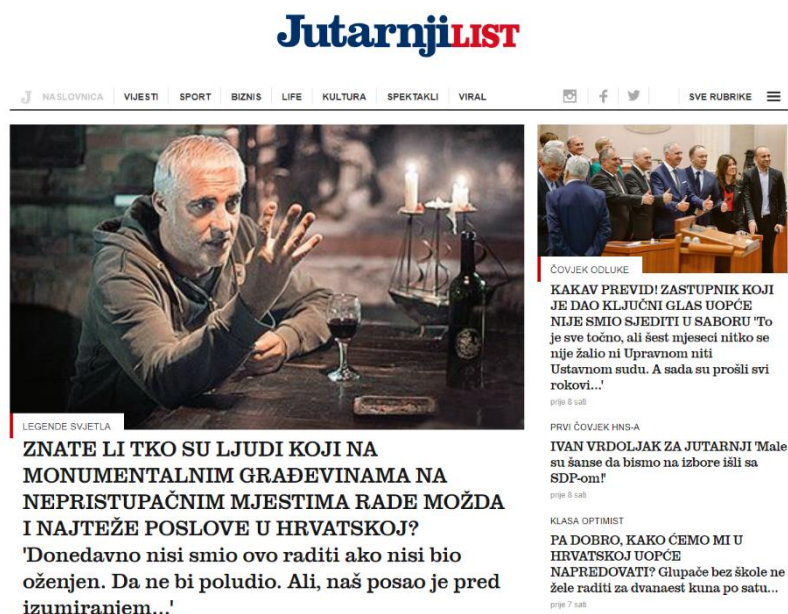 JutarnjiLIST
J NASLOVNICA VIJESTI SPORT BIZNIS LIFE KULTURA SPEKTAKLI VIRAL SVE RUBRIKE
LEGENDE SVJETLA
ZNATE LI TKO SU LJUDI KOJI NA
MONUMENTALNIM GRAĐEVINAMA NA
NEPRISTUPAČNIM MJESTIMA RADE MOŽDA
I NAJTEŽE POSLOVE U HRVATSKOJ?
'Donedavno nisi smio ovo raditi ako nisi bio
oženjen. Da ne bi poludio. Ali, naš posao je pred
izumiranjem...'
ČOVJEK ODLUKE
KAKAV PREVID! ZASTUPNIK KOJI
JE DAO KLJUČNI GLAS UOPĆE
NIJE SMIO SJEDITI U SABORU 'To
je sve točno, ali šest mjeseci nitko se
nije žalio ni Upravnom niti
Ustavnom sudu. A sada su prošli svi
rokovi...'
prije 8 sati
PRVI ČOVJEK HNS-A
IVAN VRDOLJAK ZA JUTARNJI 'Male
su šanse da bismo na izbore išli sa
SDP-om!'
prije 8 sati
KLASA OPTIMIST
PA DOBRO, KAKO ĆEMO MI U
HRVATSKOJ UOPĆE
NAPREDOVATI? Glupače bez škole ne
žele raditi za dvanaest kuna po satu...
prije 7 sati